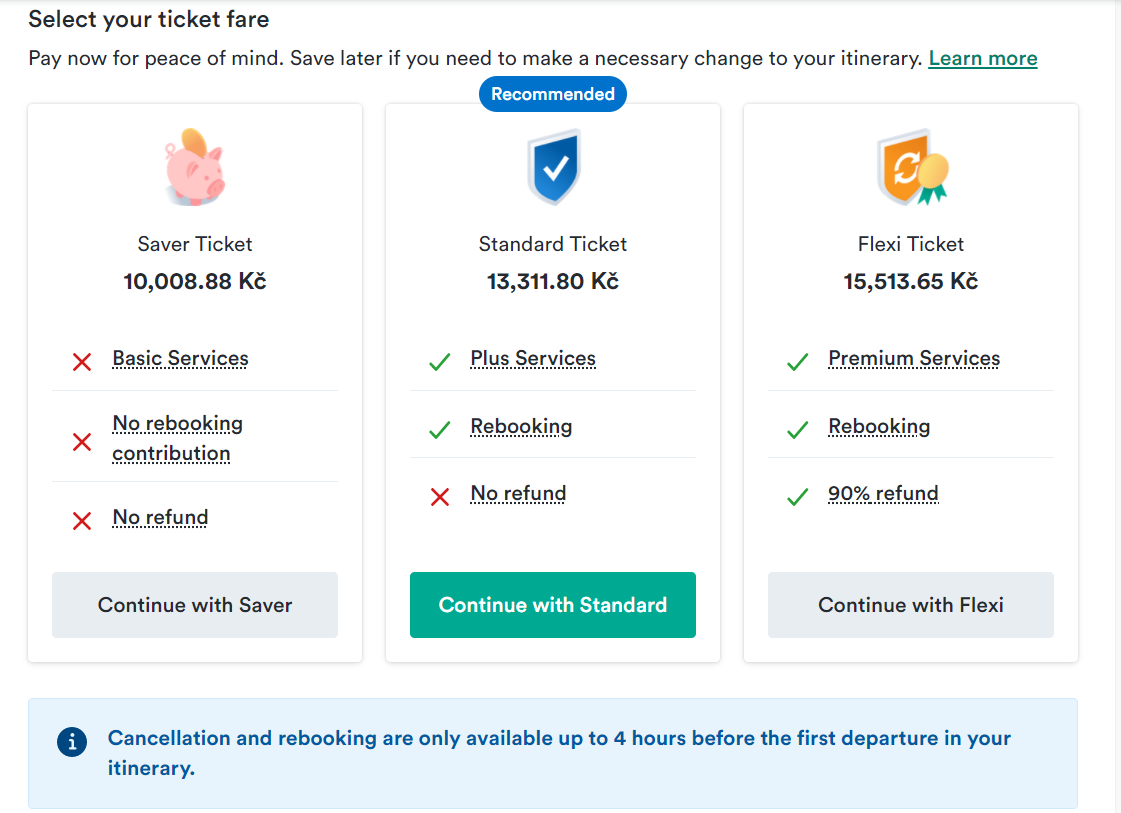 Select your ticket fare
Pay now for peace of mind. Save later if you need to make a necessary change to your itinerary. Learn more
Recommended
Saver Ticket
10,008.88 Kč
Basic Services
No rebooking
contribution
No refund
Continue with Saver
Standard Ticket
13,311.80 Kč
Plus Services
Rebooking
No refund
Continue with Standard
Flexi Ticket
15,513.65 Kč
Premium Services
Rebooking
90% refund
Continue with Flexi
Cancellation and rebooking are only available up to 4 hours before the first departure in your
itinerary.